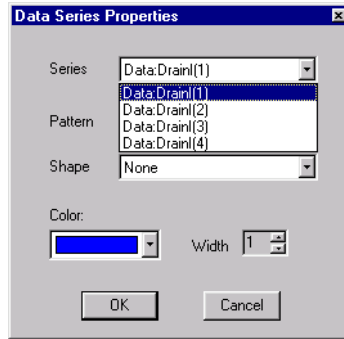 Data Series Properties
Series Data:DrainI(1)
Data:DrainI(1)
Data:DrainI(2)
Pattern Data:DrainI(3)
Data:DrainI(4)
Shape None
Color:
Width 1
OK Cancel